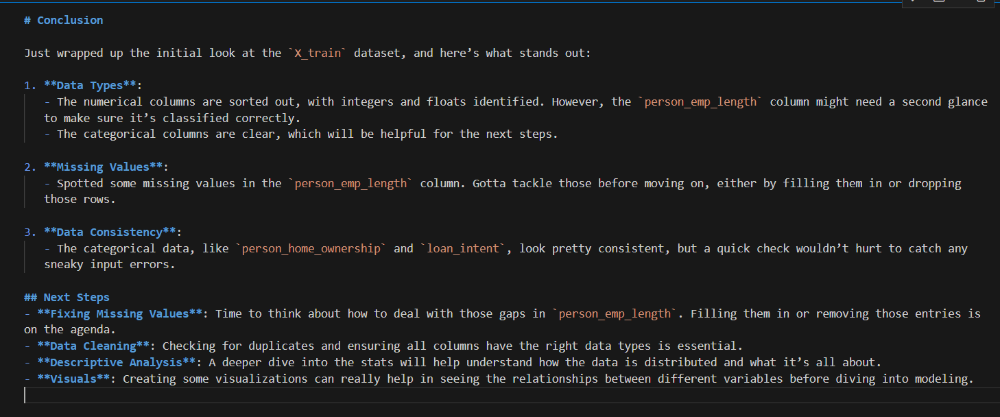 # Conclusion
Just wrapped up the initial look at the `X_train` dataset, and here’s what stands out:
1. **Data Types**:
- The numerical columns are sorted out, with integers and floats identified. However, the `person_emp_length` column might need a second glance
to make sure it’s classified correctly.
- The categorical columns are clear, which will be helpful for the next steps.
2. **Missing Values**:
- Spotted some missing values in the `person_emp_length` column. Gotta tackle those before moving on, either by filling them in or dropping
those rows.
3. **Data Consistency**:
- The categorical data, like `person_home_ownership` and `loan_intent`, look pretty consistent, but a quick check wouldn’t hurt to catch any
sneaky input errors.
## Next Steps
- **Fixing Missing Values**: Time to think about how to deal with those gaps in `person_emp_length`. Filling them in or removing those entries is
on the agenda.
- **Data Cleaning**: Checking for duplicates and ensuring all columns have the right data types is essential.
- **Descriptive Analysis**: A deeper dive into the stats will help understand how the data is distributed and what it’s all about.
- **Visuals**: Creating some visualizations can really help in seeing the relationships between different variables before diving into modeling.